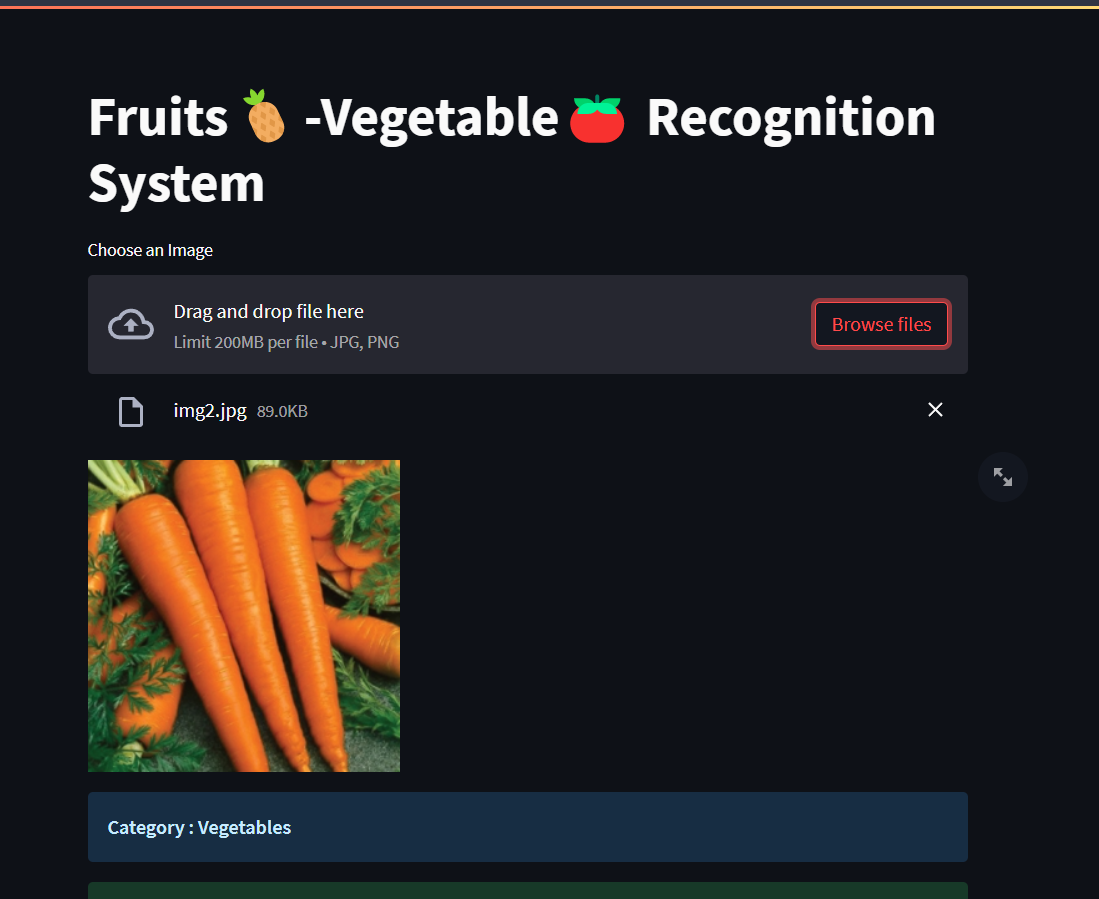 Fruits🍍 -Vegetable🍅 Recognition
System
Choose an Image
Drag and drop file here
Limit 200MB per file • JPG, PNG
Browse files
img2.jpg 89.0KB
Category : Vegetables